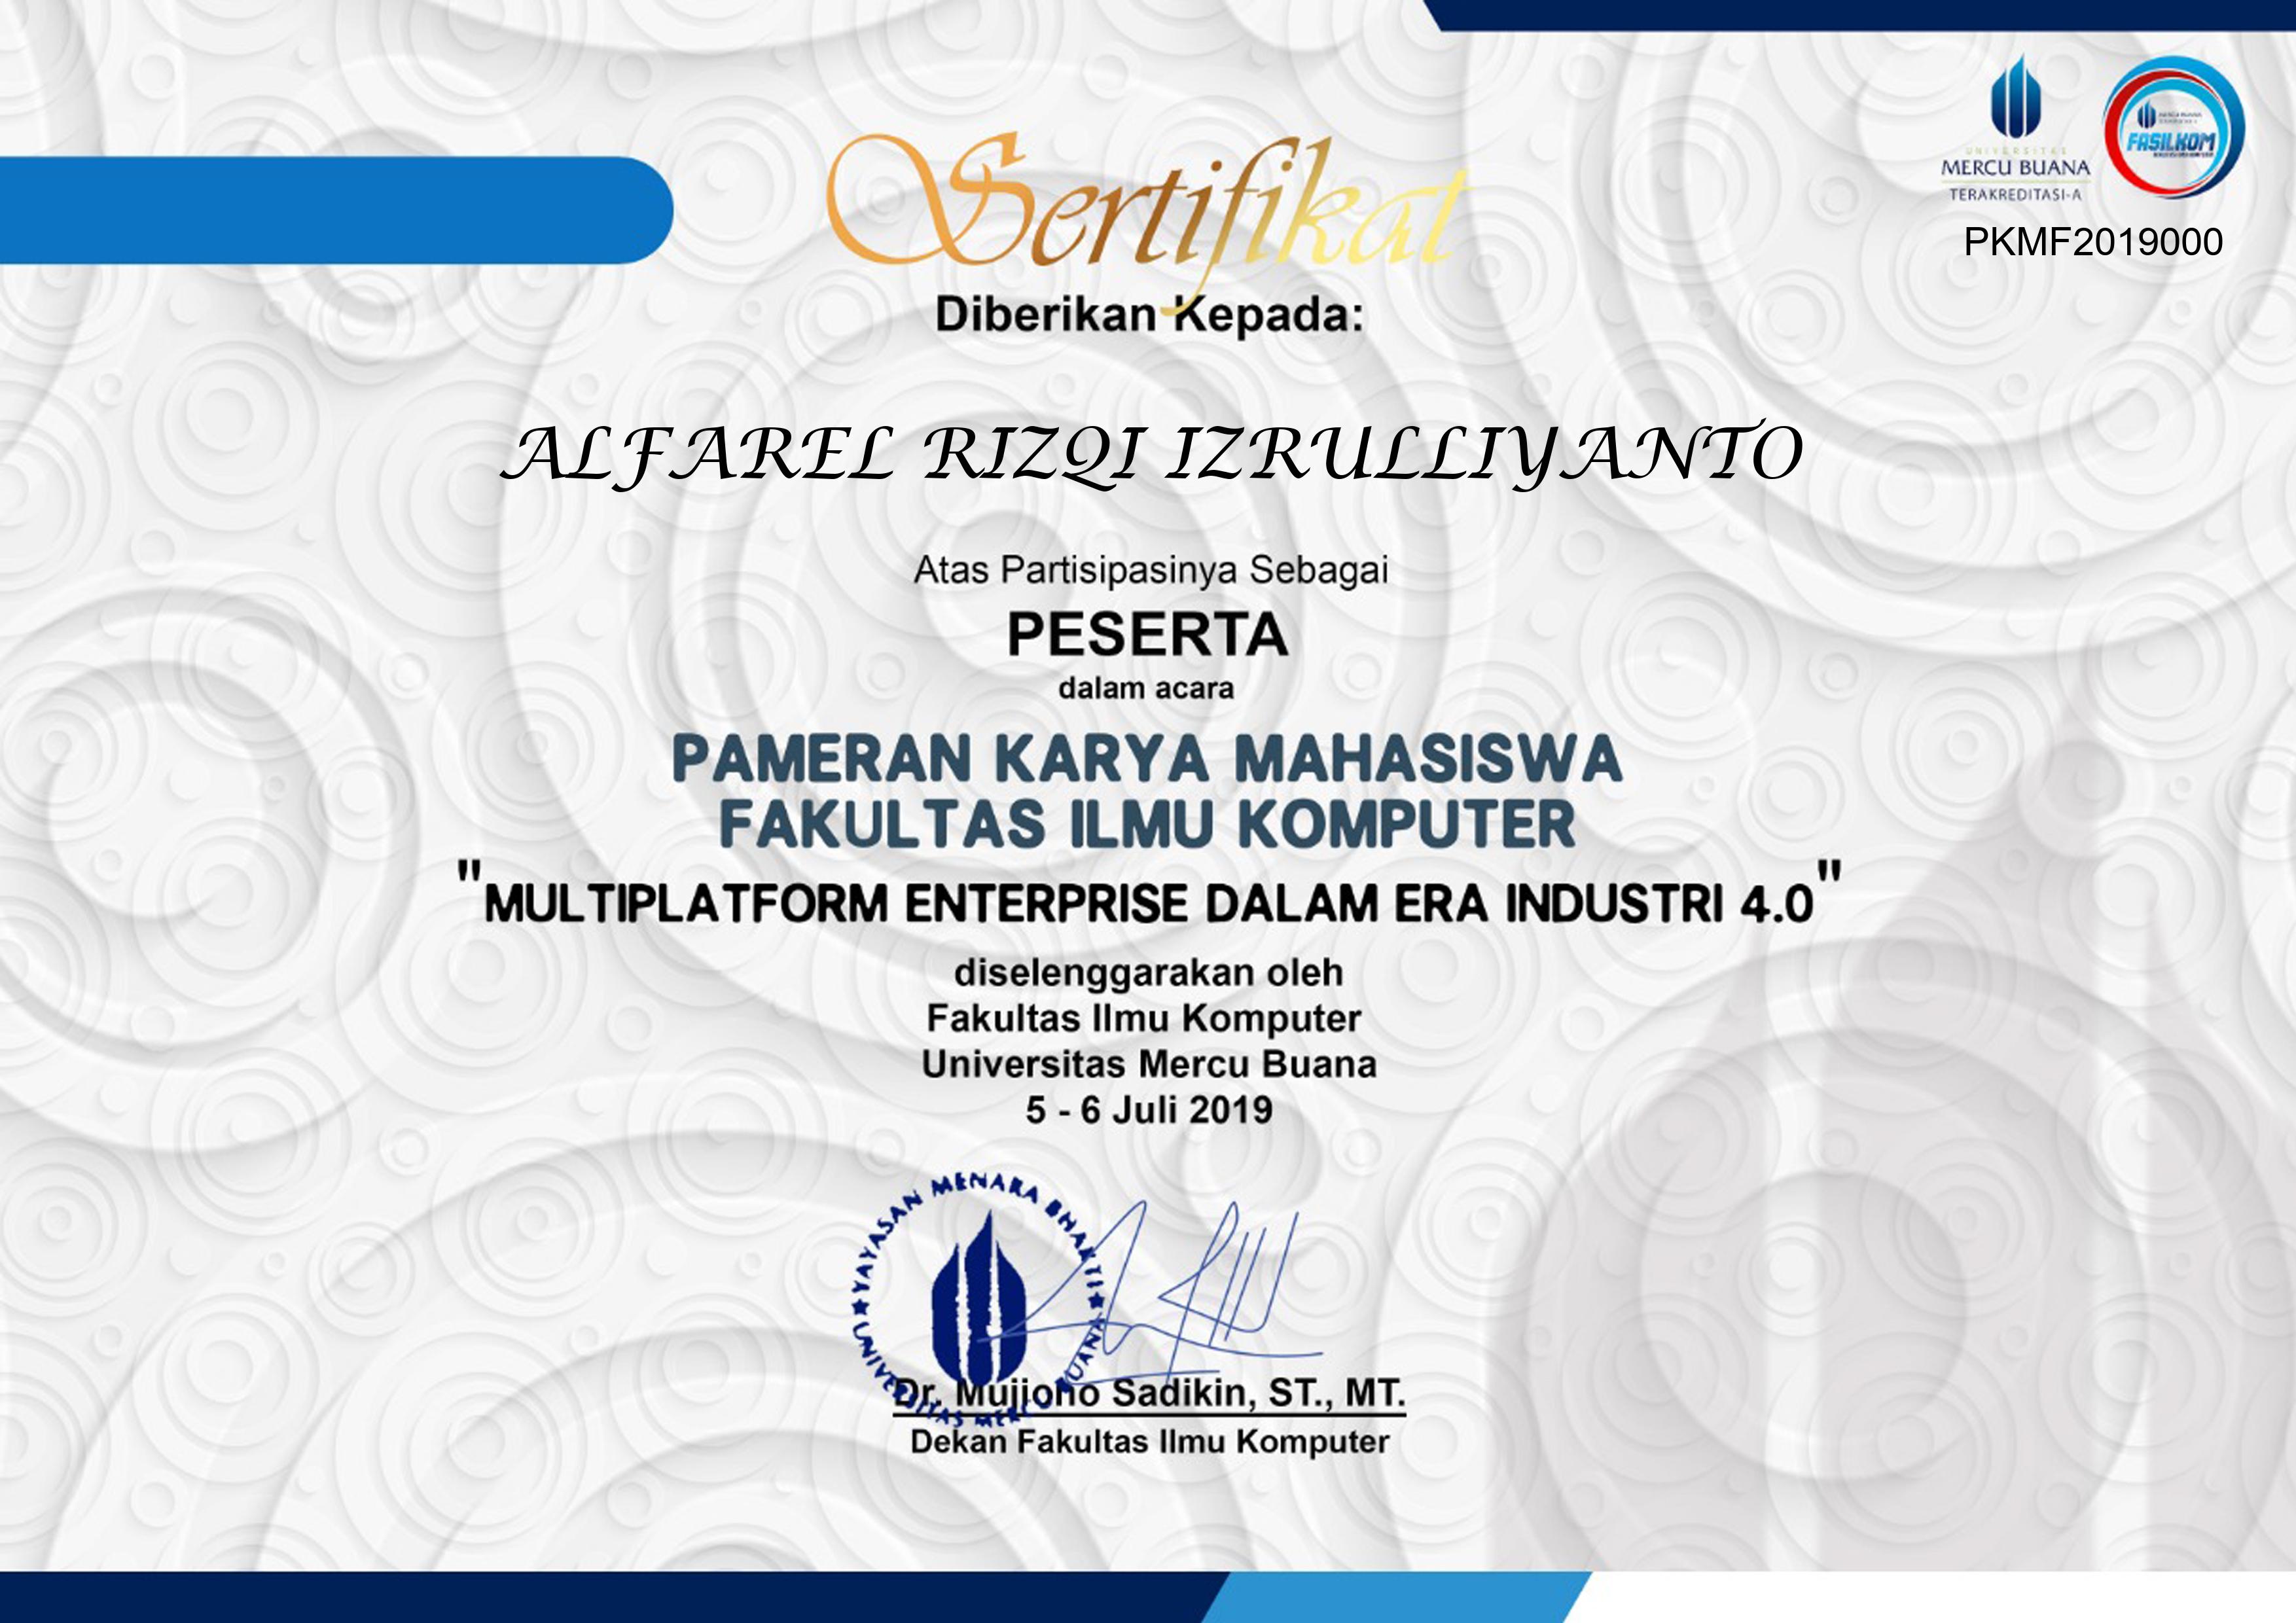 UNIVERSITAS
MERCU BUANA
TERAKREDITASI-A
FASILKOM
PKMF2019000
Sertifikat
Diberikan Kepada:
ALFAREL RIZQI IZRULLIYANTO
Atas Partisipasinya Sebagai
PESERTA
dalam acara
PAMERAN KARYA MAHASISWA
FAKULTAS ILMU KOMPUTER
"MULTIPLATFORM ENTERPRISE DALAM ERA INDUSTRI 4.0"
diselenggarakan oleh
Fakultas Ilmu Komputer
Universitas Mercu Buana
5 - 6 Juli 2019
YAYASAN MENARA BHAKTI
UNIVERSITAS MERCU BUANA
Dr. Mujiono Sadikin, ST., MT.
Dekan Fakultas Ilmu Komputer